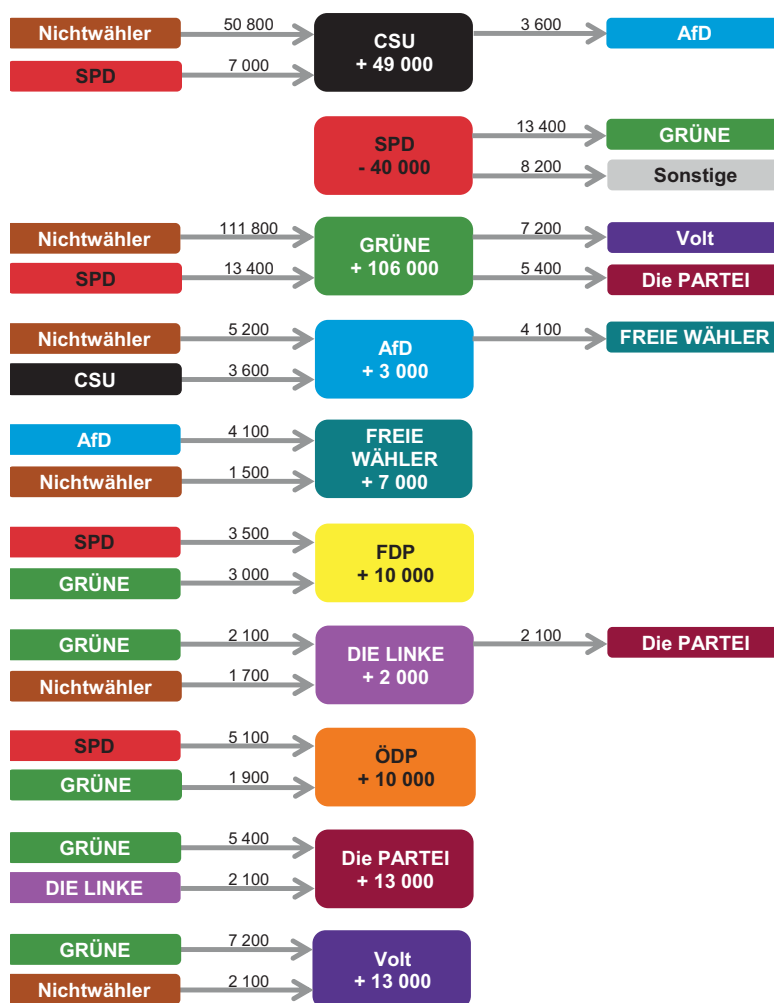 Nichtwähler 50 800 CSU 3 600 AfD
SPD 7 000 + 49 000
SPD 13 400 GRÜNE
- 40 000 8 200 Sonstige
Nichtwähler 111 800 GRÜNE 7 200 Volt
SPD 13 400 + 106 000 5 400 Die PARTEI
Nichtwähler 5 200 AfD 4 100 FREIE WÄHLER
CSU 3 600 + 3 000
AfD 4 100 FREIE
WÄHLER
Nichtwähler 1 500 + 7 000
SPD 3 500 FDP
GRÜNE 3 000 + 10 000
GRÜNE 2 100 DIE LINKE 2 100 Die PARTEI
Nichtwähler 1 700 + 2 000
SPD 5 100 ÖDP
GRÜNE 1 900 + 10 000
GRÜNE 5 400 Die PARTEI
DIE LINKE 2 100 + 13 000
GRÜNE 7 200 Volt
Nichtwähler 2 100 + 13 000